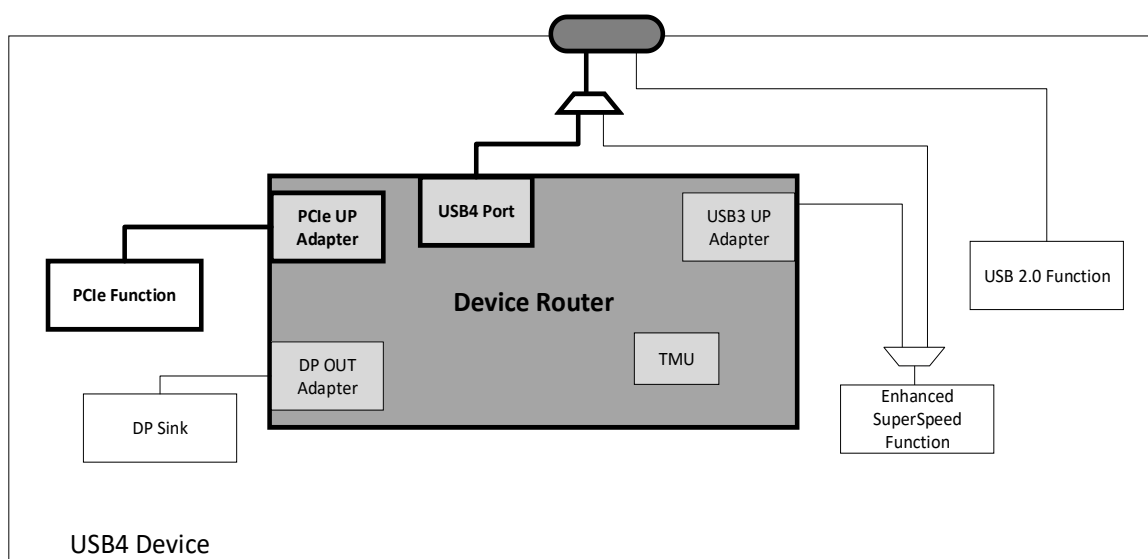 PCIe UP
Adapter
USB4 Port
USB3 UP
Adapter
PCIe Function
USB 2.0 Function
Device Router
DP OUT
Adapter
TMU
DP Sink
Enhanced
SuperSpeed
Function
USB4 Device